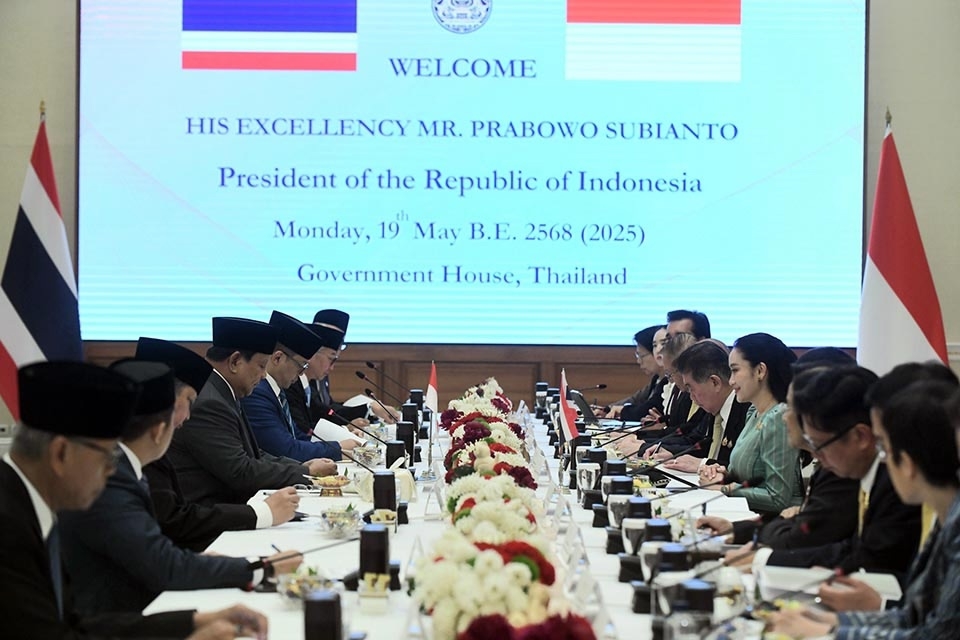 WELCOME
HIS EXCELLENCY MR. PRABOWO SUBIANTO
President of the Republic of Indonesia
Monday, 19th May B.E. 2568 (2025)
Government House, Thailand